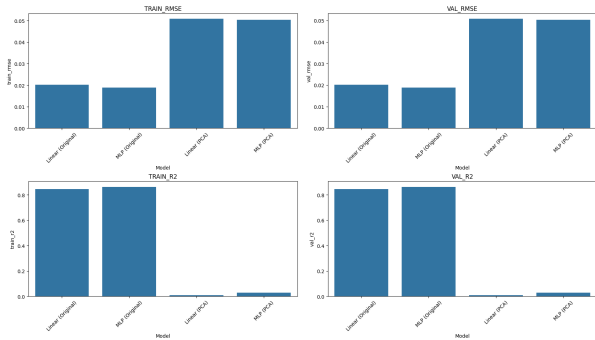 TRAIN_RMSE
train_rmse
0.05
0.04
0.03
0.02
0.01
0.00
Linear (Original)
MLP (Original)
Linear (PCA)
MLP (PCA)
Model
VAL_RMSE
val_rmse
0.05
0.04
0.03
0.02
0.01
0.00
Linear (Original)
MLP (Original)
Linear (PCA)
MLP (PCA)
Model
TRAIN_R2
train_r2
0.8
0.6
0.4
0.2
0.0
Linear (Original)
MLP (Original)
Linear (PCA)
MLP (PCA)
Model
VAL_R2
val_r2
0.8
0.6
0.4
0.2
0.0
Linear (Original)
MLP (Original)
Linear (PCA)
MLP (PCA)
Model